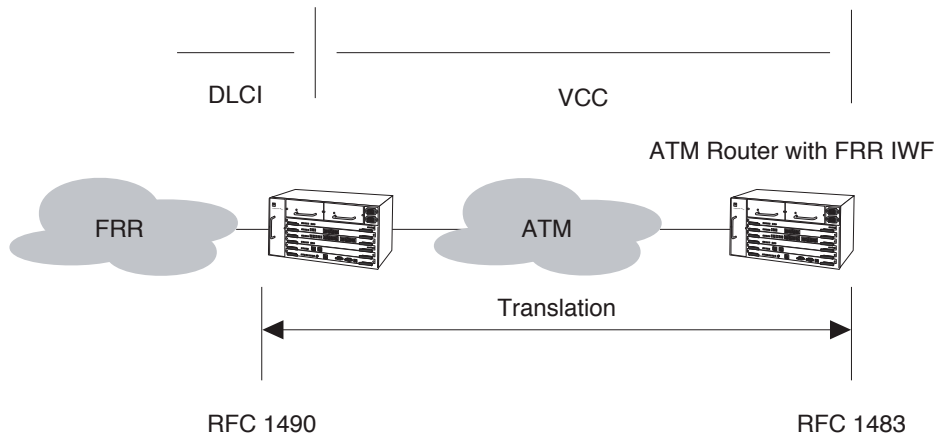 DLCI
VCC
ATM Router with FRR IWF
FRR
ATM
Translation
RFC 1490
RFC 1483